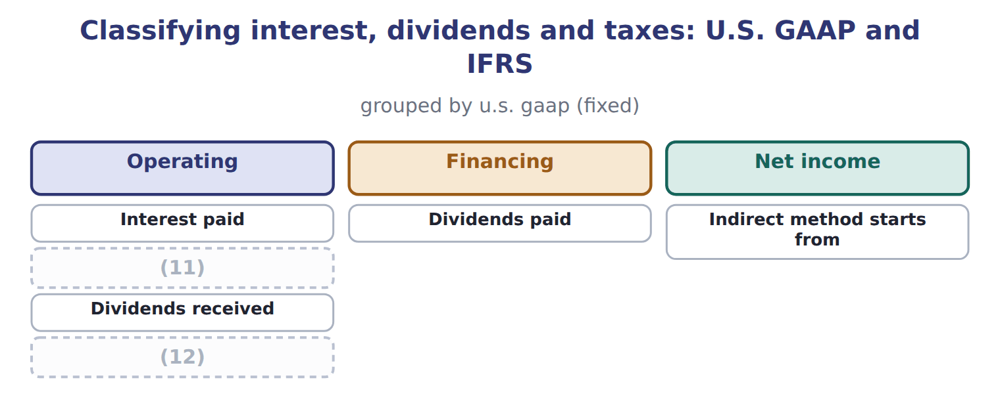 Classifying interest, dividends and taxes: U.S. GAAP and
IFRS
grouped by u.s. gaap (fixed)
Operating
Financing
Net income
Interest paid
Dividends paid
Indirect method starts
from
(11)
Dividends received
(12)